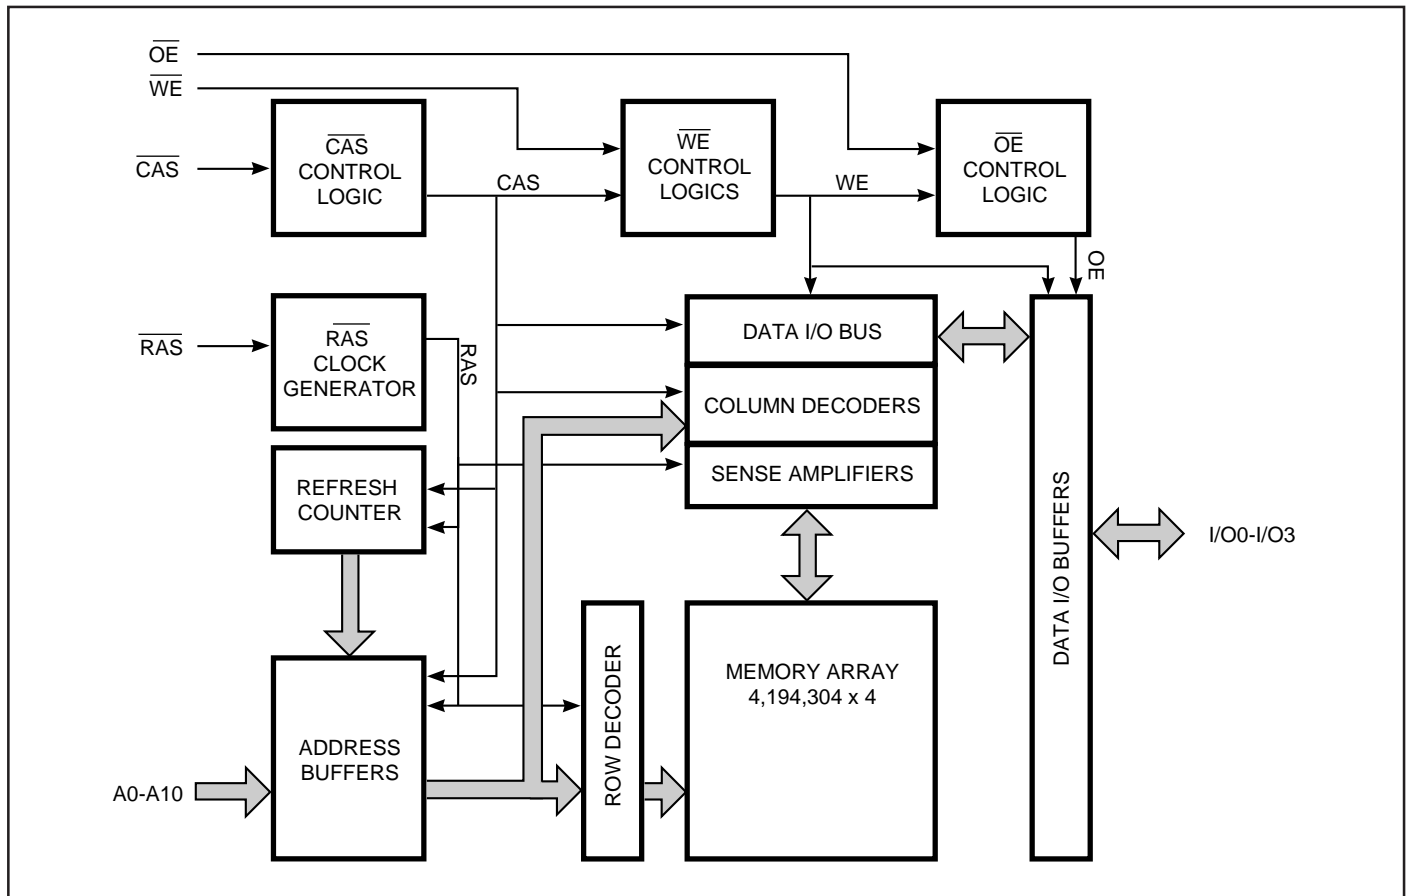 OE
WE
CAS
CAS
CONTROL
LOGIC
CAS
WE
CONTROL
LOGICS
WE
OE
CONTROL
LOGIC
OE
RAS
RAS
CLOCK
GENERATOR
RAS
DATA I/O BUS
COLUMN DECODERS
SENSE AMPLIFIERS
REFRESH
COUNTER
DATA I/O BUFFERS
I/O0-I/O3
ROW DECODER
MEMORY ARRAY
4,194,304 x 4
ADDRESS
BUFFERS
A0-A10